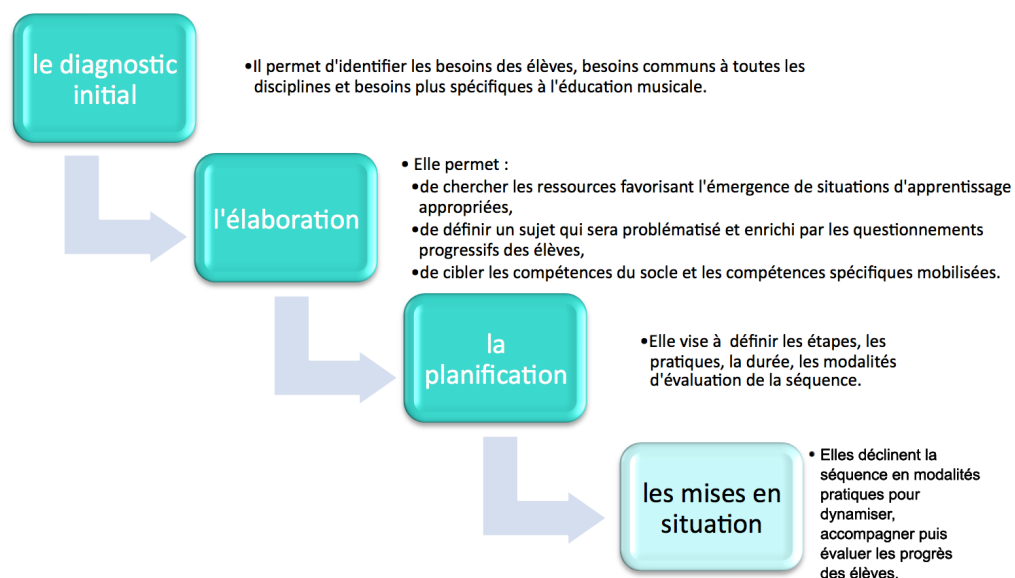 le diagnostic
initial
•Il permet d'identifier les besoins des élèves, besoins communs à toutes les
disciplines et besoins plus spécifiques à l'éducation musicale.
l'élaboration
• Elle permet :
•de chercher les ressources favorisant l'émergence de situations d'apprentissage
appropriées,
•de définir un sujet qui sera problématisé et enrichi par les questionnements
progressifs des élèves,
•de cibler les compétences du socle et les compétences spécifiques mobilisées.
la
planification
•Elle vise à  définir les étapes, les
pratiques, la durée, les modalités
d'évaluation de la séquence.
les mises en
situation
• Elles déclinent la
séquence en modalités
pratiques pour
dynamiser,
accompagner puis
évaluer les progrès
des élèves.